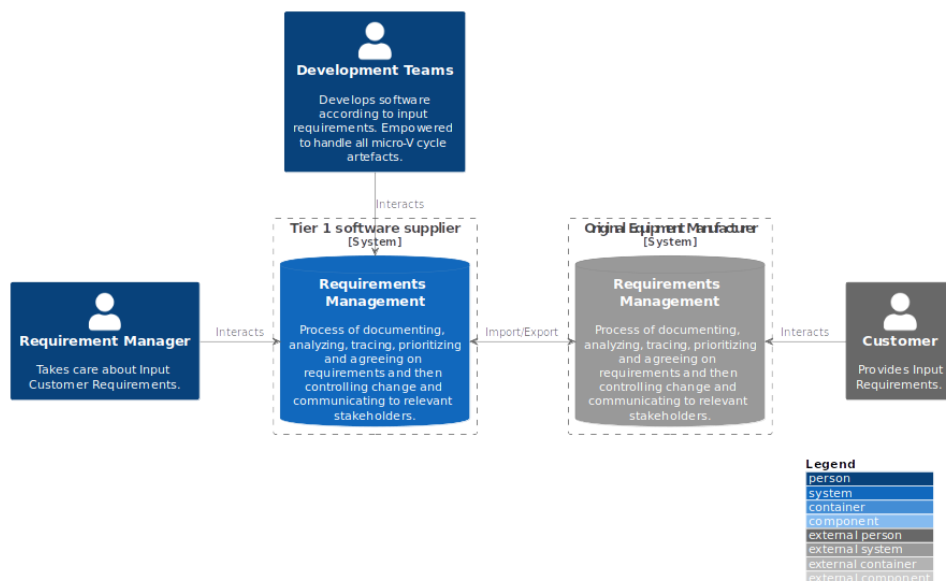 Development Teams
Develops software
according to input
requirements. Empowered
to handle all micro-V cycle
artefacts.
Interacts
Tier 1 software supplier
[System]
Original Equipment Manufacturer
[System]
Requirements
Management
Process of documenting,
analyzing, tracing, prioritizing
and agreeing on
requirements and then
controlling change and
communicating to relevant
stakeholders.
Requirements
Management
Process of documenting,
analyzing, tracing, prioritizing
and agreeing on
requirements and then
controlling change and
communicating to relevant
stakeholders.
Requirement Manager
Takes care about Input
Customer Requirements.
Interacts
Import/Export
Interacts
Customer
Provides Input
Requirements.
Legend
person
system
container
component
external person
external system
external container
external component